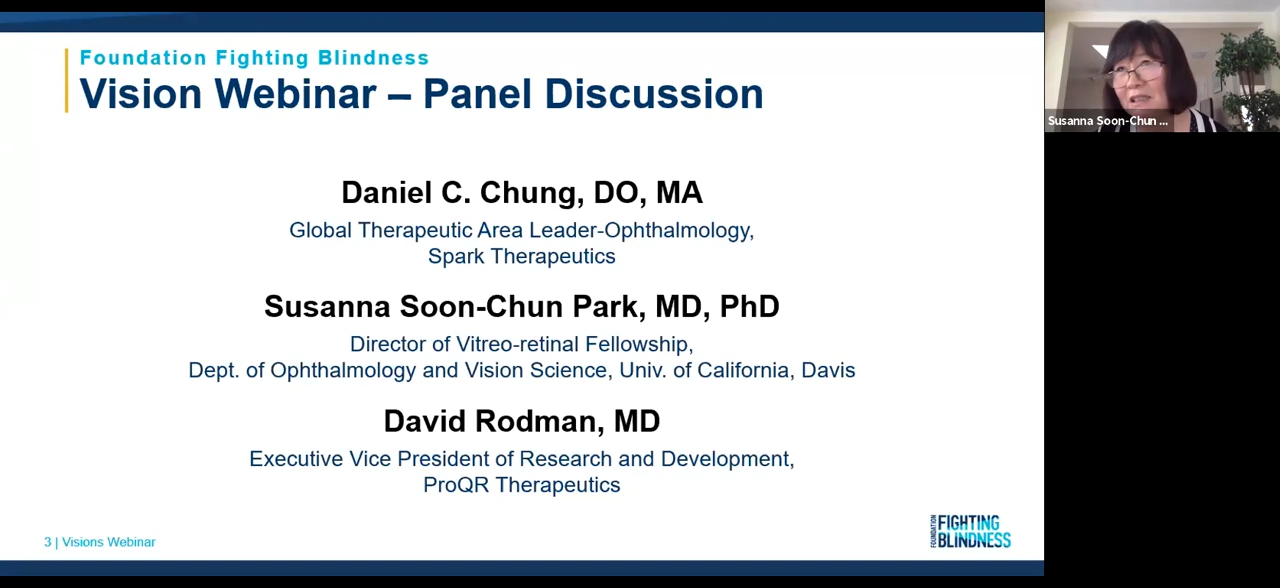 Foundation Fighting Blindness
Vision Webinar – Panel Discussion
Susanna Soon-Chun ...
Daniel C. Chung, DO, MA
Global Therapeutic Area Leader-Ophthalmology,
Spark Therapeutics
Susanna Soon-Chun Park, MD, PhD
Director of Vitreo-retinal Fellowship,
Dept. of Ophthalmology and Vision Science, Univ. of California, Davis
David Rodman, MD
Executive Vice President of Research and Development,
ProQR Therapeutics
3 | Visions Webinar
FOUNDATION
FIGHTING
BLINDNESS